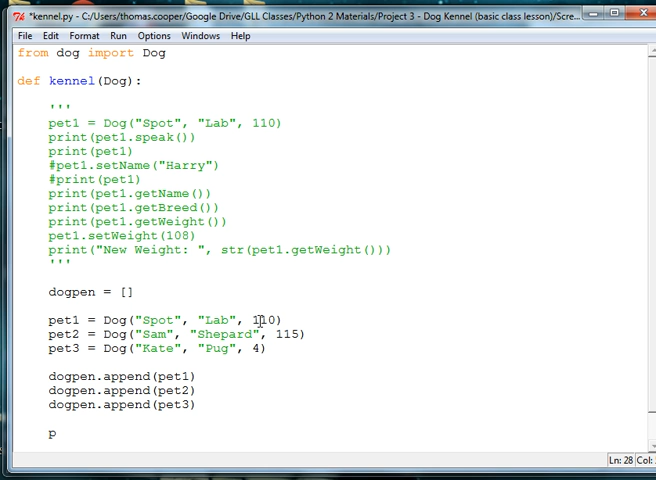 *kennel.py - C:/Users/thomas.cooper/Google Drive/GLL Classes/Python 2 Materials/Project 3 - Dog Kennel (basic class lesson)/Scre...
File Edit Format Run Options Windows Help
from dog import Dog
def kennel(Dog):
'''
pet1 = Dog("Spot", "Lab", 110)
print(pet1.speak())
print(pet1)
#pet1.setName("Harry")
#print(pet1)
print(pet1.getName())
print(pet1.getBreed())
print(pet1.getWeight())
pet1.setWeight(108)
print("New Weight: ", str(pet1.getWeight()))
'''
dogpen = []
pet1 = Dog("Spot", "Lab", 110)
pet2 = Dog("Sam", "Shepard", 115)
pet3 = Dog("Kate", "Pug", 4)
dogpen.append(pet1)
dogpen.append(pet2)
dogpen.append(pet3)
p
Ln: 28 Col: